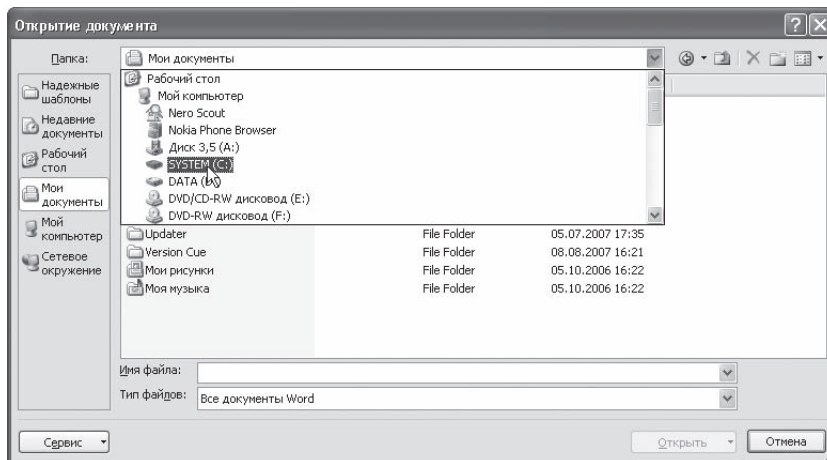 Открытие документа
Папка:
Мои документы
Рабочий стол
Мой компьютер
Nero Scout
Nokia Phone Browser
Диск 3,5 (A:)
SYSTEM (C:)
DATA
DVD/CD-RW дисковод (E:)
DVD-RW дисковод (F:)
Надежные
шаблоны
Недавние
документы
Рабочий
стол
Мои
документы
Мой
компьютер
Сетевое
окружение
Updater File Folder 05.07.2007 17:35
Version Cue File Folder 08.08.2007 16:21
Мои рисунки File Folder 05.10.2006 16:22
Моя музыка File Folder 05.10.2006 16:22
Имя файла:
Тип файлов: Все документы Word
Сервис
Открыть
Отмена